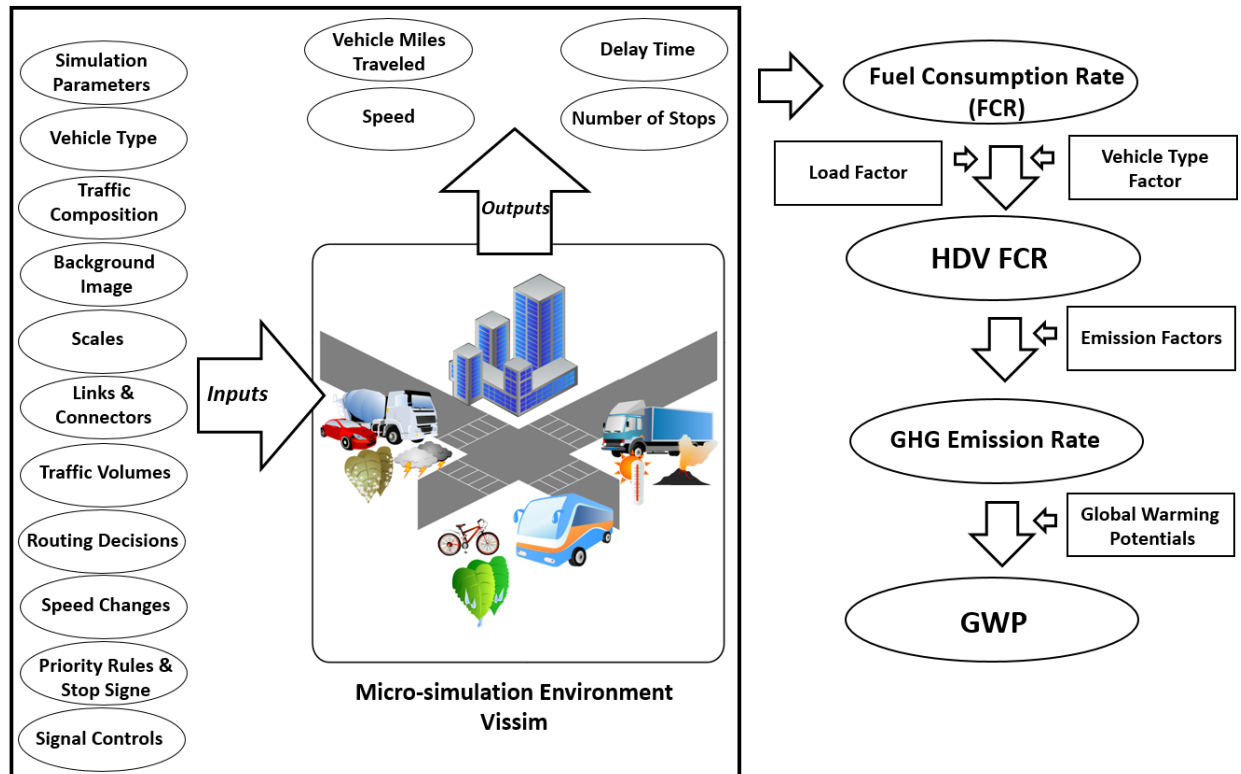 Simulation
Parameters
Vehicle Type
Traffic
Composition
Background
Image
Scales
Links &
Connectors
Traffic Volumes
Routing Decisions
Speed Changes
Priority Rules &
Stop Signe
Signal Controls
Inputs
Vehicle Miles
Traveled
Delay Time
Speed
Number of Stops
Outputs
Micro-simulation Environment
Vissim
Fuel Consumption Rate
(FCR)
Load Factor
Vehicle Type
Factor
HDV FCR
Emission Factors
GHG Emission Rate
Global Warming
Potentials
GWP